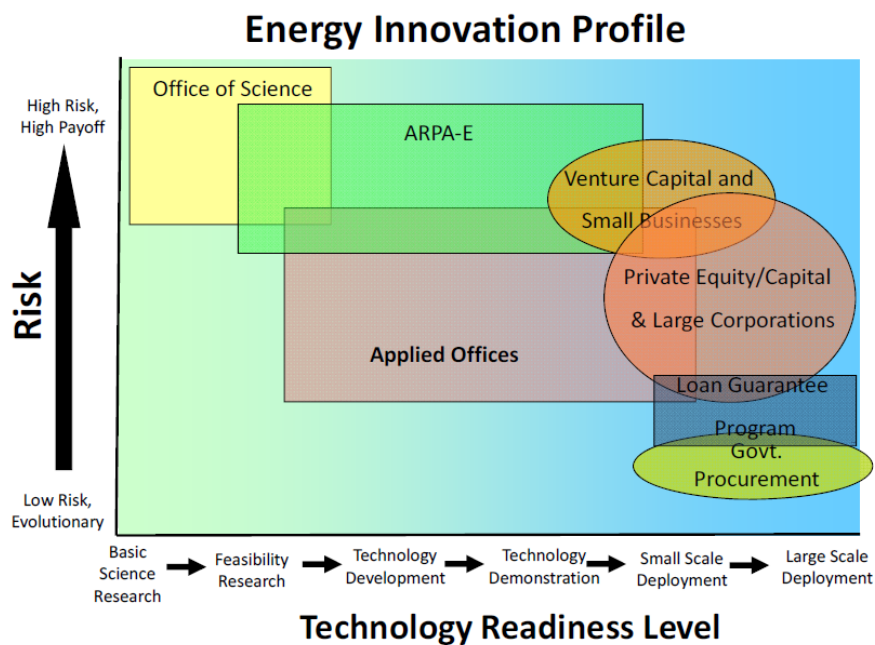 Energy Innovation Profile
Office of Science
High Risk,
High Payoff
ARPA-E
Venture Capital and
Small Businesses
Risk
Private Equity/Capital
& Large Corporations
Applied Offices
Loan Guarantee
Program
Govt.
Procurement
Low Risk,
Evolutionary
Basic
Science
Research
Feasibility
Research
Technology
Development
Technology
Demonstration
Small Scale
Deployment
Large Scale
Deployment
Technology Readiness Level